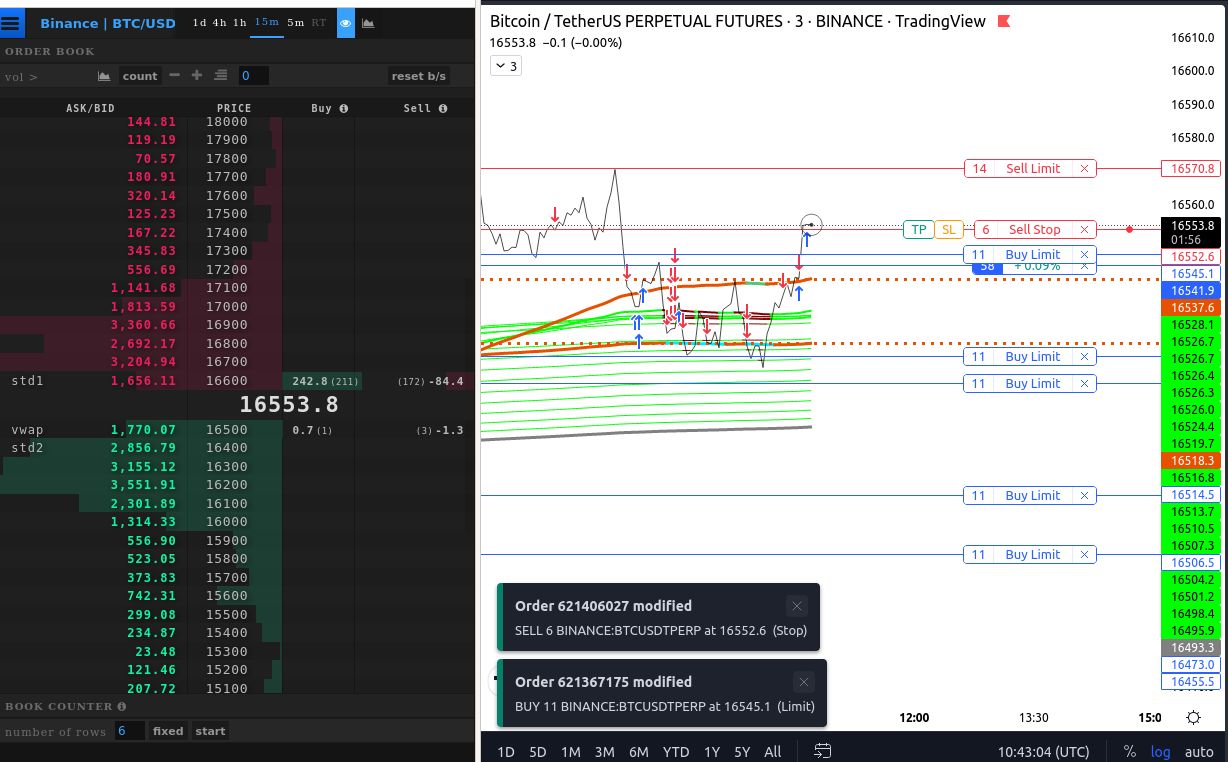 Binance | BTC/USD 1d 4h 1h 15m 5m RT
ORDER BOOK
vol > count 0 reset b/s
ASK/BID PRICE Buy Sell
144.81 18000
119.19 17900
70.57 17800
180.91 17700
320.14 17600
125.23 17500
167.22 17400
345.83 17300
556.69 17200
1,141.68 17100
1,813.59 17000
3,360.66 16900
2,692.17 16800
3,204.94 16700
std1 1,656.11 16600 242.8 (211) (172) -84.4
16553.8
vwap 1,770.07 16500 0.7 (1) (3) -1.3
std2 2,856.79 16400
3,155.12 16300
3,551.91 16200
2,301.89 16100
1,314.33 16000
556.90 15900
523.05 15800
373.83 15700
742.31 15600
299.08 15500
234.87 15400
23.48 15300
121.46 15200
207.72 15100
BOOK COUNTER
number of rows 6 fixed start
Bitcoin / TetherUS PERPETUAL FUTURES · 3 · BINANCE · TradingView
16553.8 −0.1 (−0.00%)
3
14 Sell Limit
TP SL 6 Sell Stop
11 Buy Limit
58 +0.09%
11 Buy Limit
11 Buy Limit
11 Buy Limit
11 Buy Limit
16610.0
16600.0
16590.0
16580.0
16570.8
16560.0
16553.8
01:56
16552.6
16545.1
16541.9
16537.6
16528.1
16526.7
16526.7
16526.4
16526.3
16526.0
16524.4
16519.7
16518.3
16516.8
16514.5
16513.7
16510.5
16507.3
16506.5
16504.2
16501.2
16498.4
16495.9
16493.3
16473.0
16455.5
Order 621406027 modified
SELL 6 BINANCE:BTCUSDTPERP at 16552.6 (Stop)
Order 621367175 modified
BUY 11 BINANCE:BTCUSDTPERP at 16545.1 (Limit)
12:00 13:30 15:0
1D 5D 1M 3M 6M YTD 1Y 5Y All 10:43:04 (UTC) % log auto